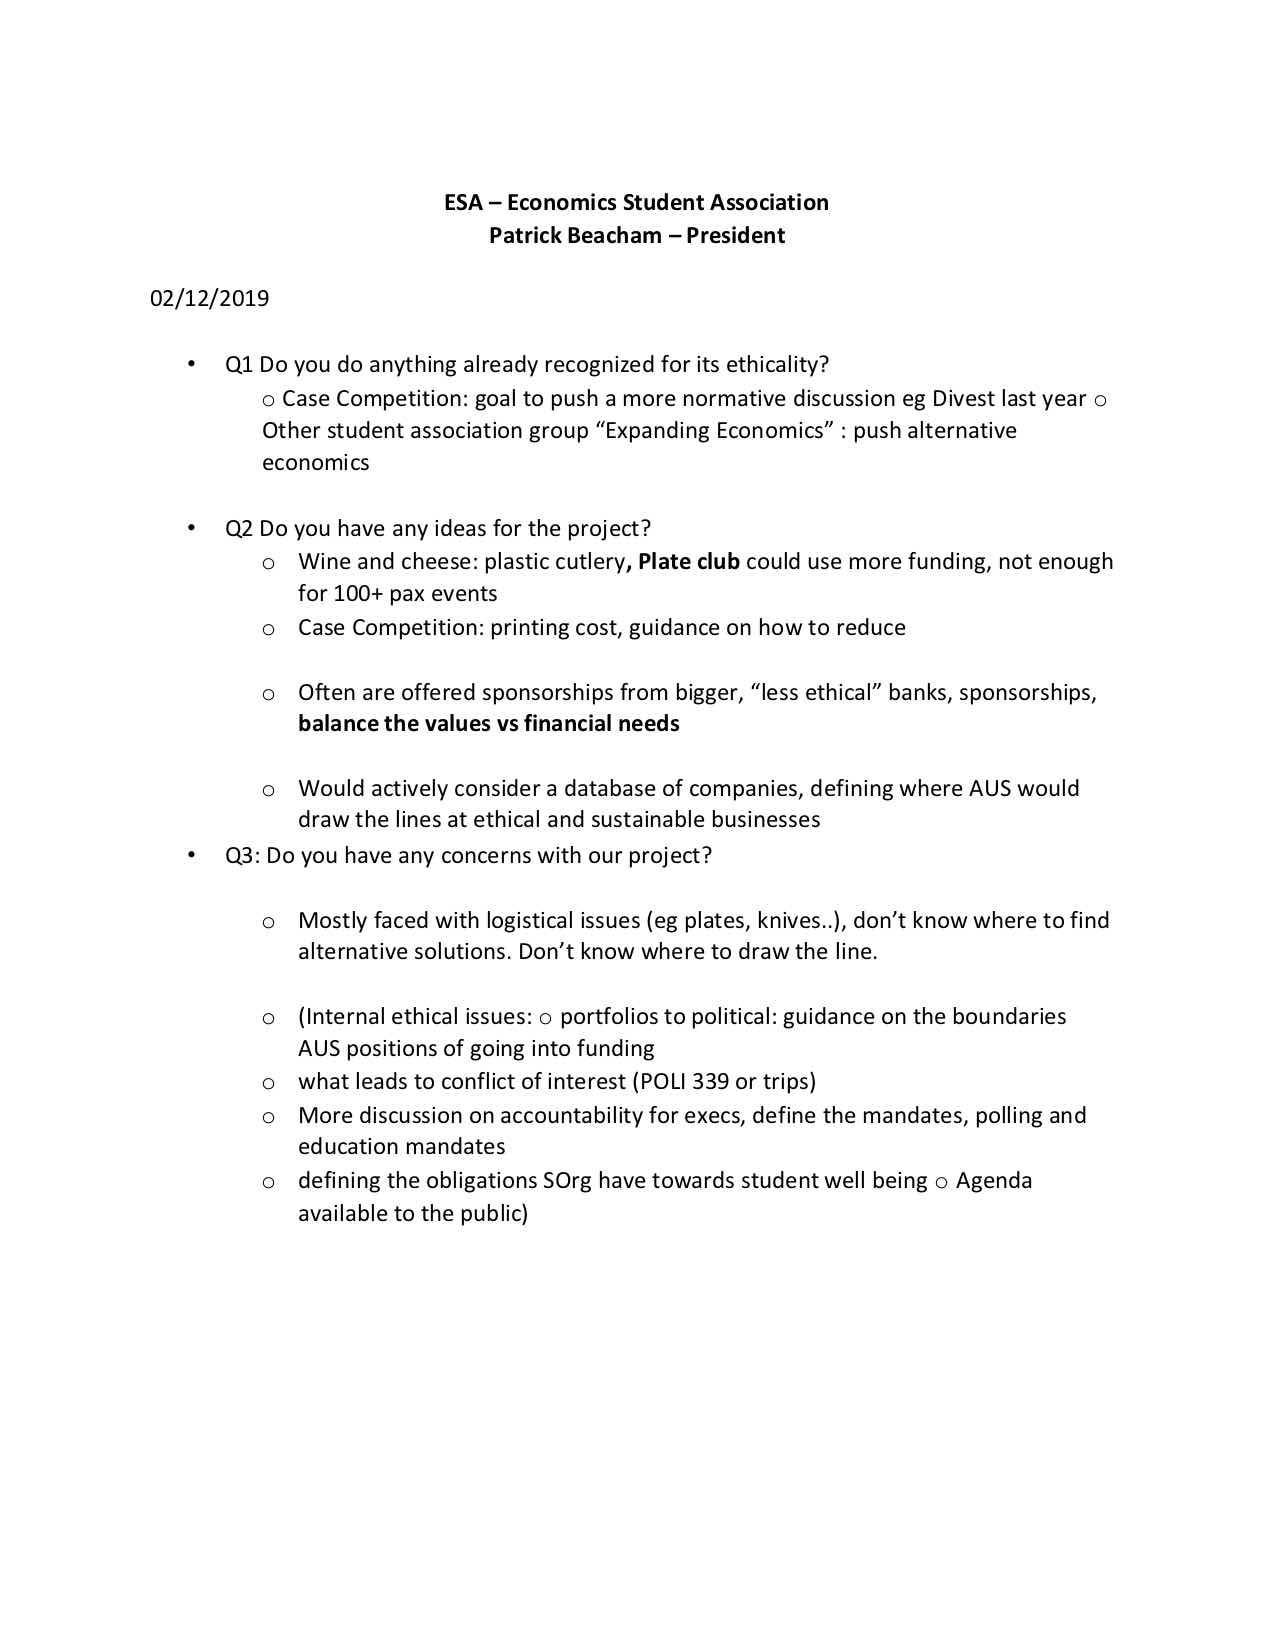 ESA – Economics Student Association
Patrick Beacham – President
02/12/2019
• Q1 Do you do anything already recognized for its ethicality?
o Case Competition: goal to push a more normative discussion eg Divest last year o
Other student association group “Expanding Economics” : push alternative
economics
• Q2 Do you have any ideas for the project?
o Wine and cheese: plastic cutlery, Plate club could use more funding, not enough
for 100+ pax events
o Case Competition: printing cost, guidance on how to reduce
o Often are offered sponsorships from bigger, “less ethical” banks, sponsorships,
balance the values vs financial needs
o Would actively consider a database of companies, defining where AUS would
draw the lines at ethical and sustainable businesses
• Q3: Do you have any concerns with our project?
o Mostly faced with logistical issues (eg plates, knives..), don’t know where to find
alternative solutions. Don’t know where to draw the line.
o (Internal ethical issues: o portfolios to political: guidance on the boundaries
AUS positions of going into funding
o what leads to conflict of interest (POLI 339 or trips)
o More discussion on accountability for execs, define the mandates, polling and
education mandates
o defining the obligations SOrg have towards student well being o Agenda
available to the public)